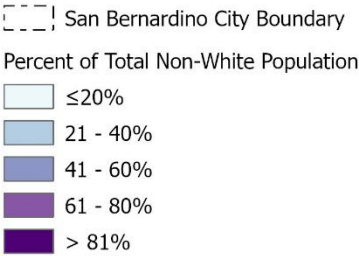 San Bernardino City Boundary
Percent of Total Non-White Population
≤20%
21 - 40%
41 - 60%
61 - 80%
> 81%